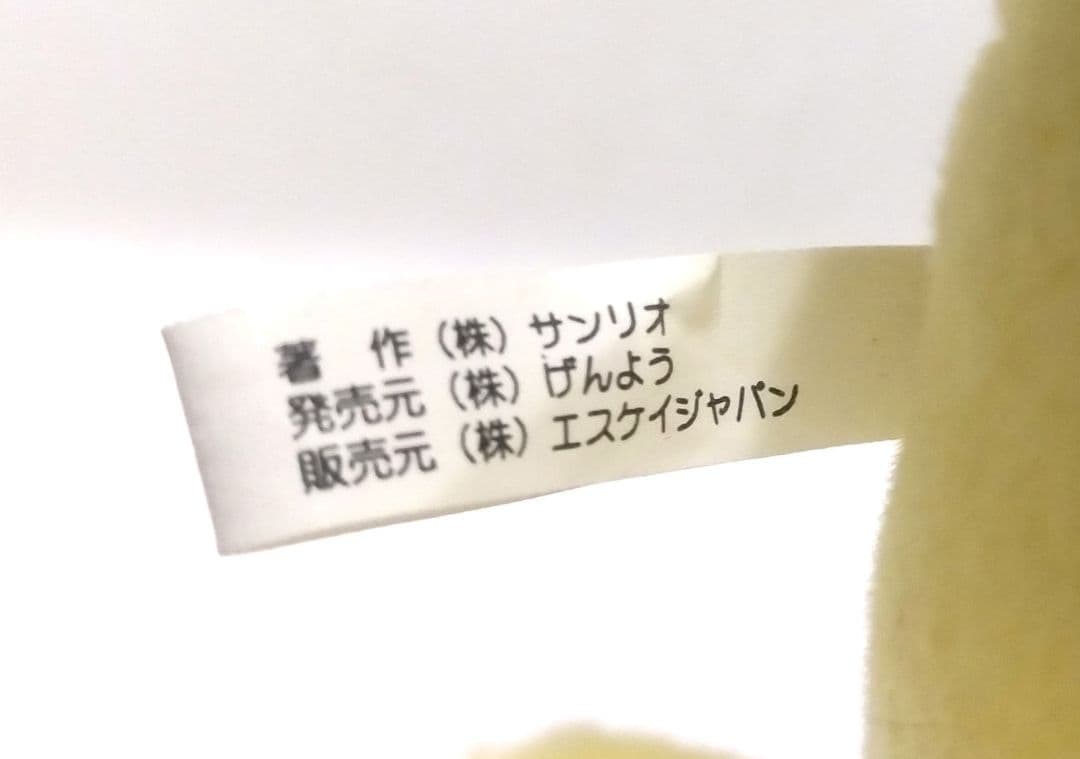 著　作（株）サンリオ
発売元（株）げんよう
販売元（株）エスケイジャパン